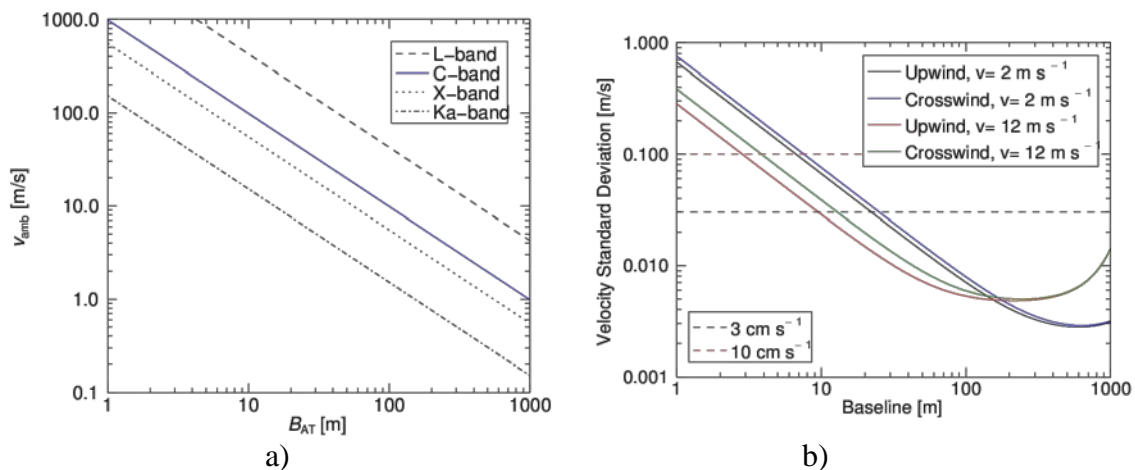 1000.0
100.0
10.0
1.0
0.1
v_amb [m/s]
L-band
C-band
X-band
Ka-band
1 10 100 1000
B_AT [m]
a)
1.000
0.100
0.010
0.001
Velocity Standard Deviation [m/s]
Upwind, v= 2 m s⁻¹
Crosswind, v= 2 m s⁻¹
Upwind, v= 12 m s⁻¹
Crosswind, v= 12 m s⁻¹
3 cm s⁻¹
10 cm s⁻¹
1 10 100 1000
Baseline [m]
b)